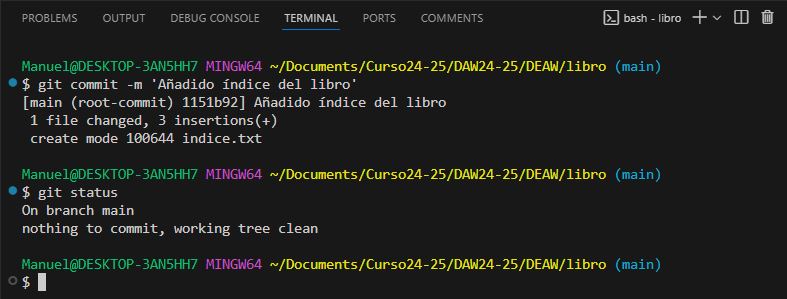 PROBLEMS OUTPUT DEBUG CONSOLE TERMINAL PORTS COMMENTS bash - libro
Manuel@DESKTOP-3AN5HH7 MINGW64 ~/Documents/Curso24-25/DAW24-25/DEAW/libro (main)
$ git commit -m 'Añadido índice del libro'
[main (root-commit) 1151b92] Añadido índice del libro
1 file changed, 3 insertions(+)
create mode 100644 indice.txt
Manuel@DESKTOP-3AN5HH7 MINGW64 ~/Documents/Curso24-25/DAW24-25/DEAW/libro (main)
$ git status
On branch main
nothing to commit, working tree clean
Manuel@DESKTOP-3AN5HH7 MINGW64 ~/Documents/Curso24-25/DAW24-25/DEAW/libro (main)
$